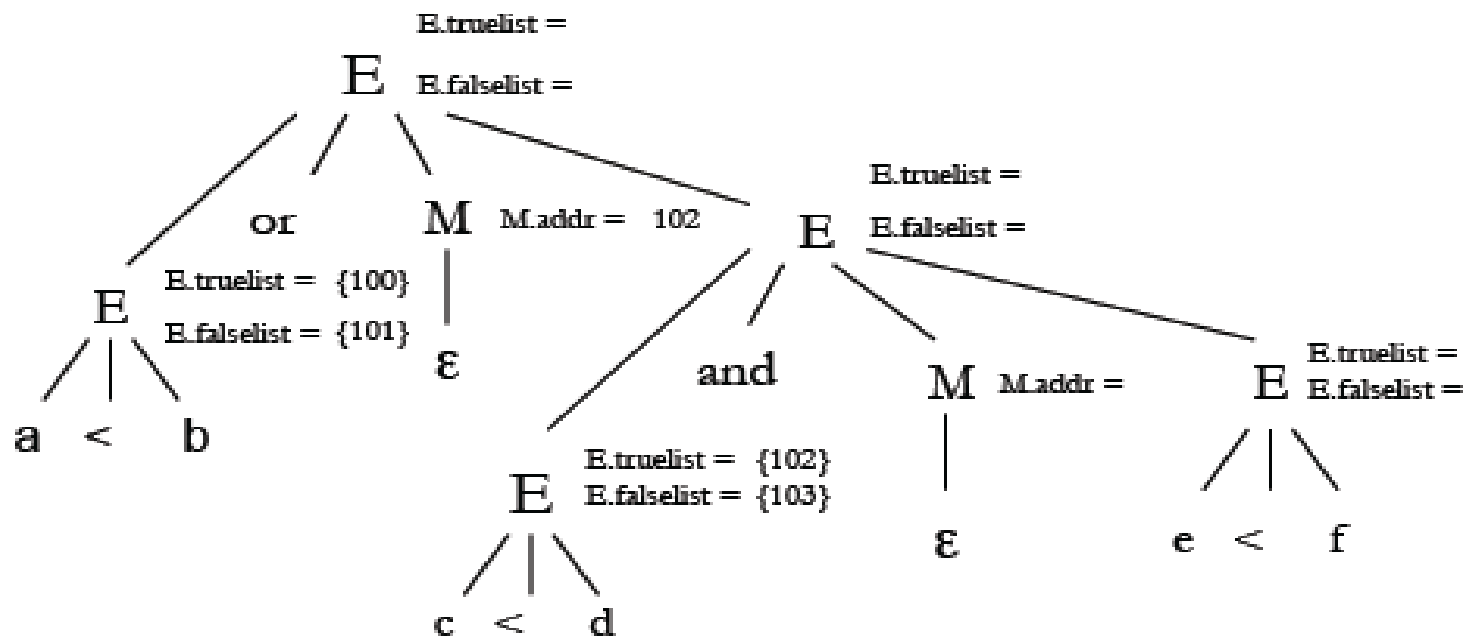 E.truelist =
E E.falselist =
E.truelist =
or M M.addr = 102 E E.falselist =
E E.truelist = {100}
E.falselist = {101}
ε and M M.addr = E E.truelist =
E.falselist =
a < b
E E.truelist = {102}
E.falselist = {103}
ε e < f
c < d